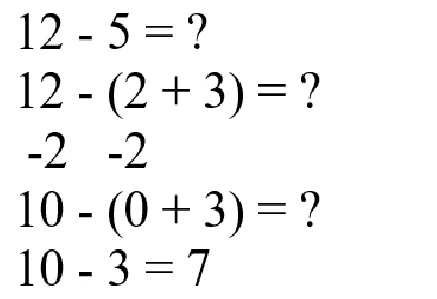 12 - 5 = ?
12 - (2 + 3) = ?
-2 -2
10 - (0 + 3) = ?
10 - 3 = 7